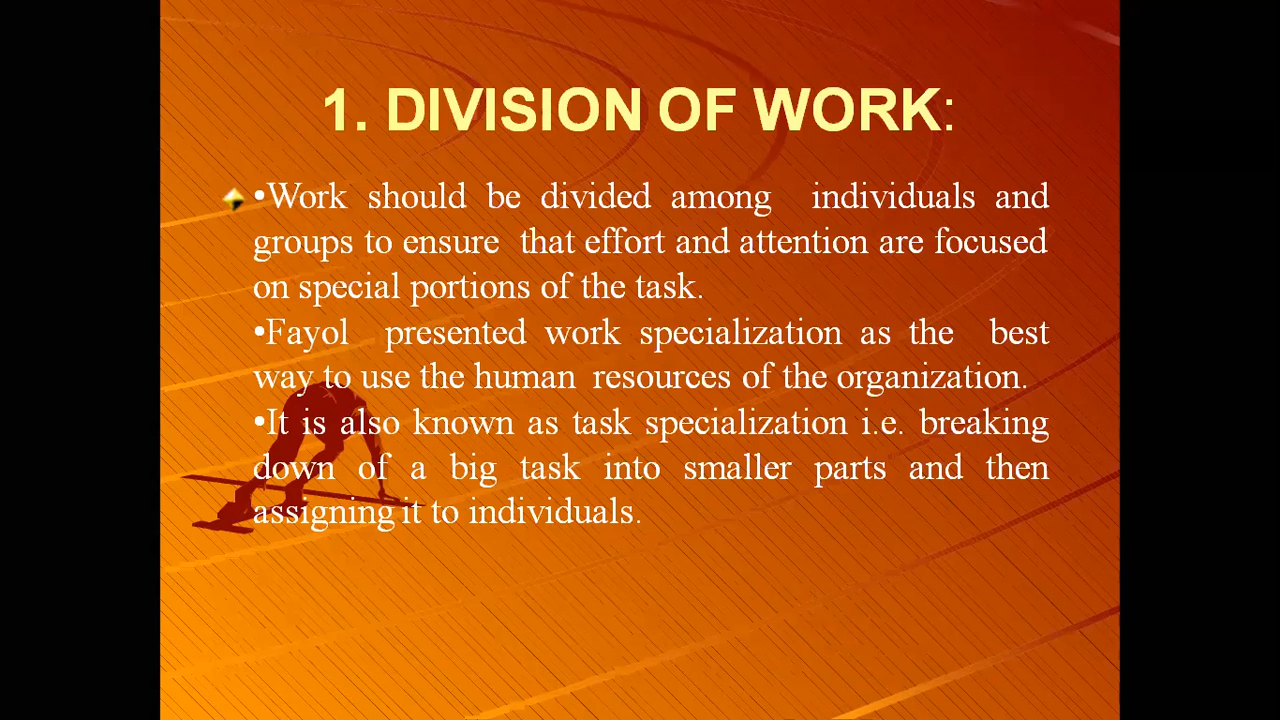 1. DIVISION OF WORK:
•Work should be divided among individuals and
groups to ensure that effort and attention are focused
on special portions of the task.
•Fayol presented work specialization as the best
way to use the human resources of the organization.
•It is also known as task specialization i.e. breaking
down of a big task into smaller parts and then
assigning it to individuals.